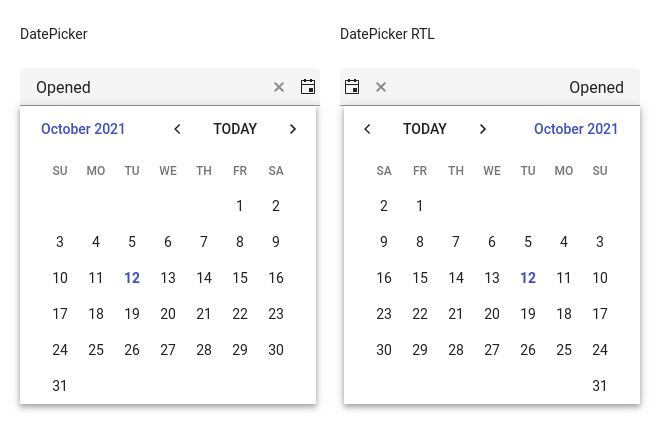 DatePicker
Opened
October 2021 TODAY
SU MO TU WE TH FR SA
1 2
3 4 5 6 7 8 9
10 11 12 13 14 15 16
17 18 19 20 21 22 23
24 25 26 27 28 29 30
31
DatePicker RTL
Opened
TODAY October 2021
SA FR TH WE TU MO SU
2 1
9 8 7 6 5 4 3
16 15 14 13 12 11 10
23 22 21 20 19 18 17
30 29 28 27 26 25 24
31